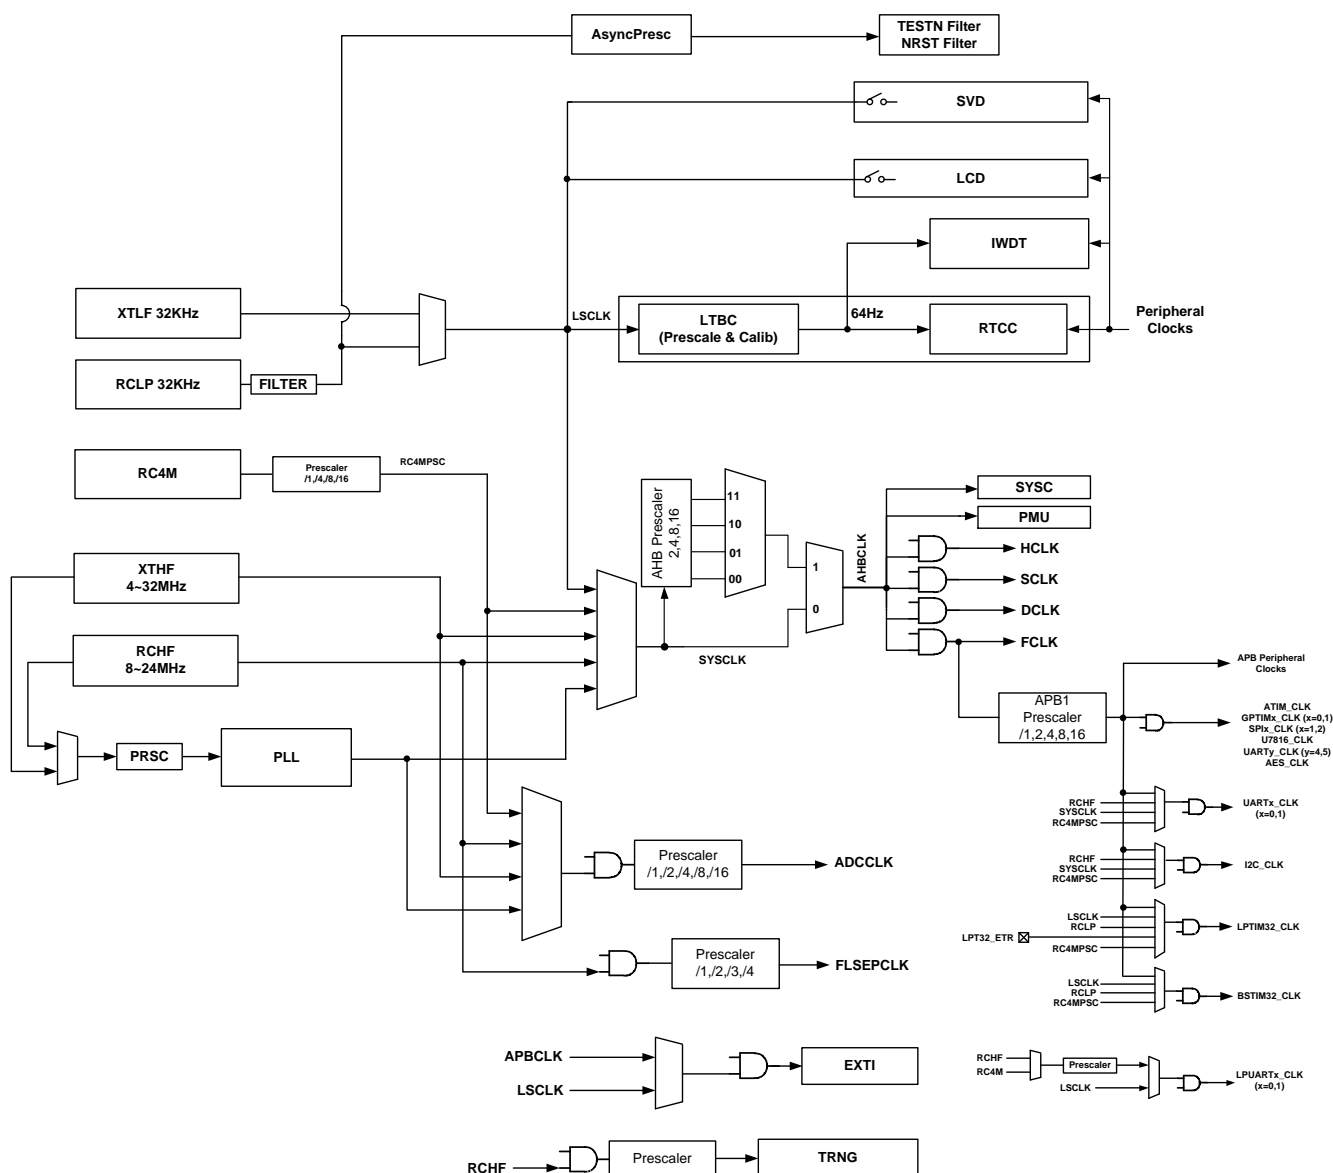 AsyncPresc
TESTN Filter
NRST Filter
SVD
LCD
IWDT
XTLF 32KHz
LSCLK
LTBC
(Prescale & Calib)
64Hz
RTCC
Peripheral
Clocks
RCLP 32KHz
FILTER
RC4M
Prescaler
/1,/4,/8,/16
RC4MPSC
AHB Prescaler
2,4,8,16
11
10
01
00
1
0
AHBCLK
SYSC
PMU
HCLK
SCLK
DCLK
FCLK
XTHF
4~32MHz
RCHF
8~24MHz
SYSCLK
PRSC
PLL
APB1
Prescaler
/1,2,4,8,16
APB Peripheral
Clocks
ATIM_CLK
GPTIMx_CLK (x=0,1)
SPIx_CLK (x=1,2)
U7816_CLK
UARTy_CLK (y=4,5)
AES_CLK
RCHF
SYSCLK
RC4MPSC
UARTx_CLK
(x=0,1)
Prescaler
/1,/2,/4,/8,/16
ADCCLK
RCHF
SYSCLK
RC4MPSC
I2C_CLK
LSCLK
RCLP
LPT32_ETR
RC4MPSC
LPTIM32_CLK
Prescaler
/1,/2,/3,/4
FLSEPCLK
LSCLK
RCLP
RC4MPSC
BSTIM32_CLK
APBCLK
LSCLK
EXTI
RCHF
RC4M
Prescaler
LSCLK
LPUARTx_CLK
(x=0,1)
RCHF
Prescaler
TRNG